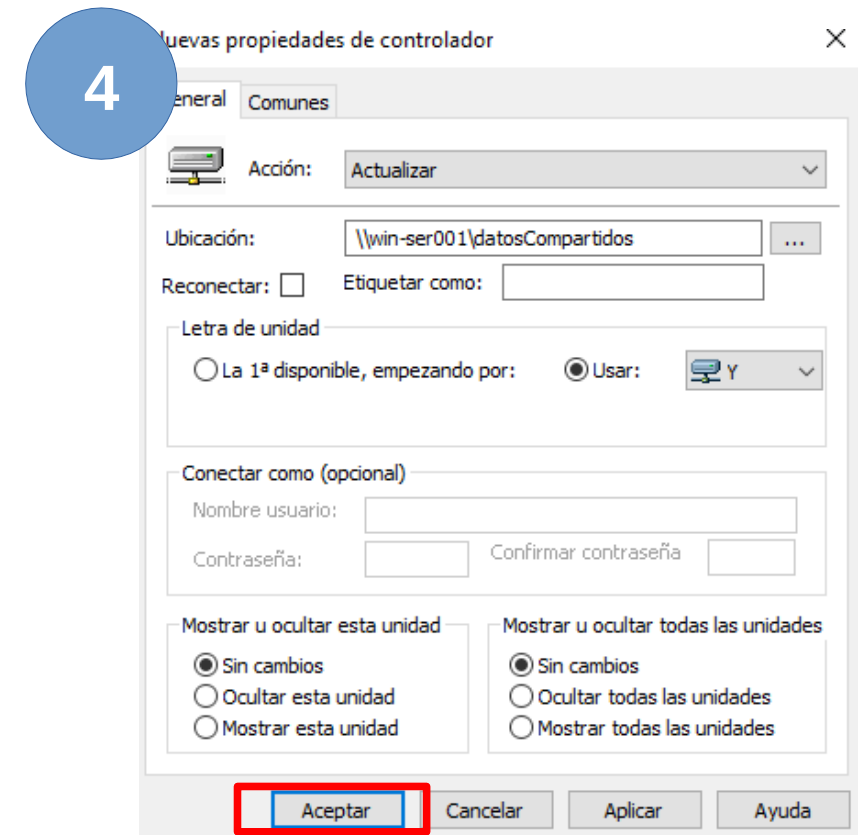 4
uevas propiedades de controlador
eneral Comunes
Acción: Actualizar
Ubicación: \\win-ser001\datosCompartidos ...
Reconectar: Etiquetar como:
Letra de unidad
La 1ª disponible, empezando por: Usar: Y
Conectar como (opcional)
Nombre usuario:
Contraseña: Confirmar contraseña
Mostrar u ocultar esta unidad Mostrar u ocultar todas las unidades
Sin cambios Sin cambios
Ocultar esta unidad Ocultar todas las unidades
Mostrar esta unidad Mostrar todas las unidades
Aceptar Cancelar Aplicar Ayuda